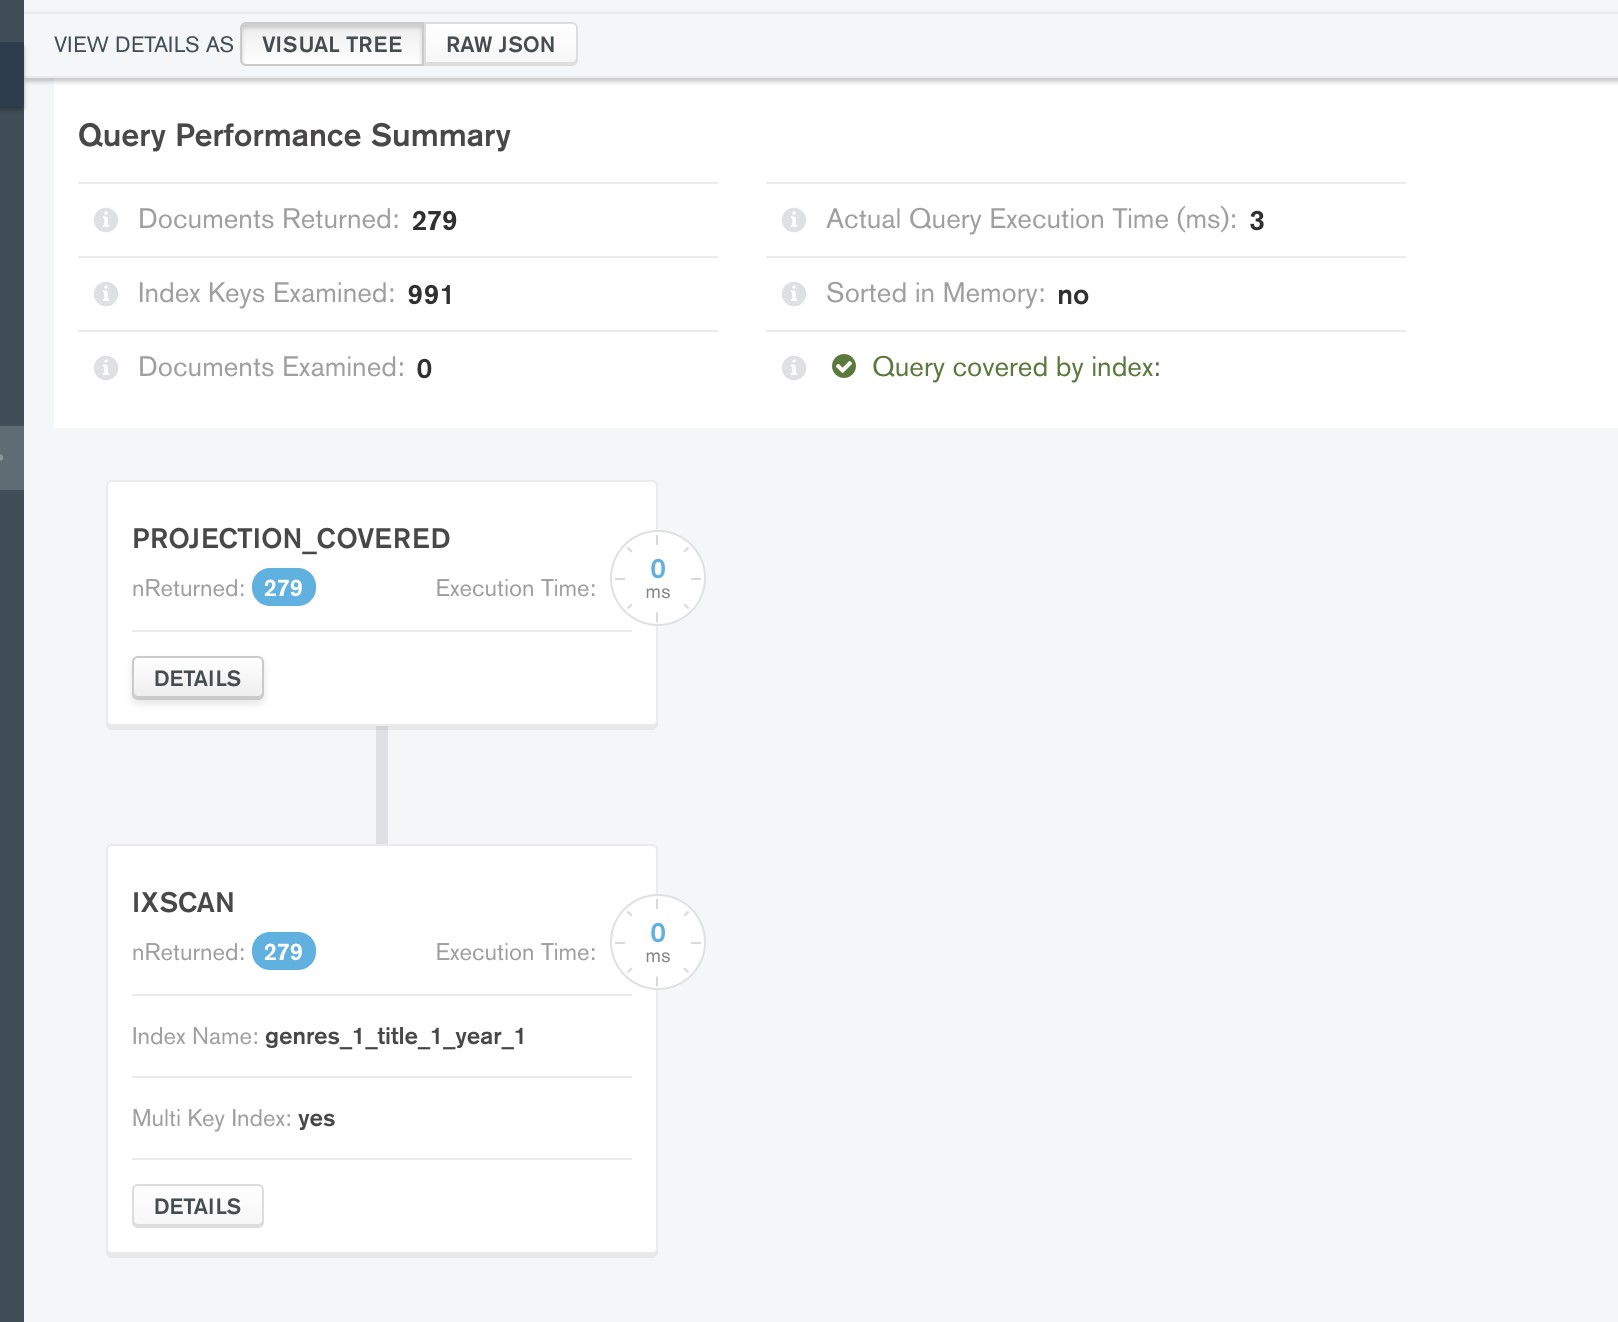 VIEW DETAILS AS VISUAL TREE RAW JSON
Query Performance Summary
Documents Returned: 279
Actual Query Execution Time (ms): 3
Index Keys Examined: 991
Sorted in Memory: no
Documents Examined: 0
Query covered by index:
PROJECTION_COVERED
nReturned: 279 Execution Time: 0 ms
DETAILS
IXSCAN
nReturned: 279 Execution Time: 0 ms
Index Name: genres_1_title_1_year_1
Multi Key Index: yes
DETAILS